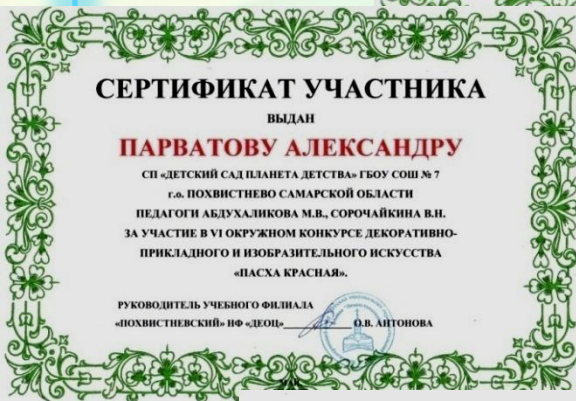 СЕРТИФИКАТ УЧАСТНИКА
ВЫДАН
ПАРВАТОВУ АЛЕКСАНДРУ
СП «ДЕТСКИЙ САД ПЛАНЕТА ДЕТСТВА» ГБОУ СОШ № 7
г.о. ПОХВИСТНЕВО САМАРСКОЙ ОБЛАСТИ
ПЕДАГОГИ АБДУХАЛИКОВА М.В., СОРОЧАЙКИНА В.Н.
ЗА УЧАСТИЕ В VI ОКРУЖНОМ КОНКУРСЕ ДЕКОРАТИВНО-
ПРИКЛАДНОГО И ИЗОБРАЗИТЕЛЬНОГО ИСКУССТВА
«ПАСХА КРАСНАЯ».
РУКОВОДИТЕЛЬ УЧЕБНОГО ФИЛИАЛА
«ПОХВИСТНЕВСКИЙ» НФ «ДЕОЦ»____________ О.В. АНТОНОВА